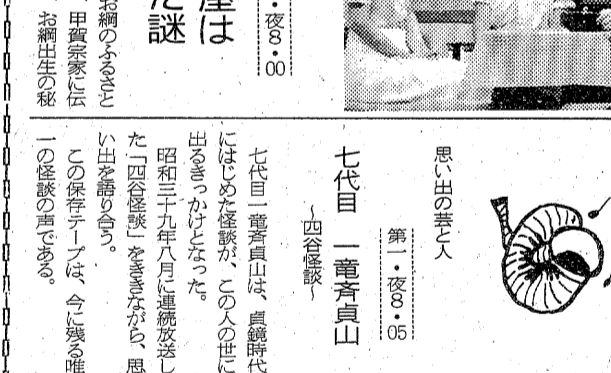 ・夜8・00
屋は
た謎
お綱のふるさと
、甲賀宗家に伝
お綱出生の秘
思い出の芸と人
第一・夜8・05
七代目 一竜斉貞山
〜四谷怪談〜
七代目一竜斉貞山は、貞鏡時代
にはじめた怪談が、この人の世に
出るきっかけとなった。
昭和三十九年八月に連続放送し
た「四谷怪談」をききながら、思
い出を語り合う。
この保存テープは、今に残る唯
一の怪談の声である。